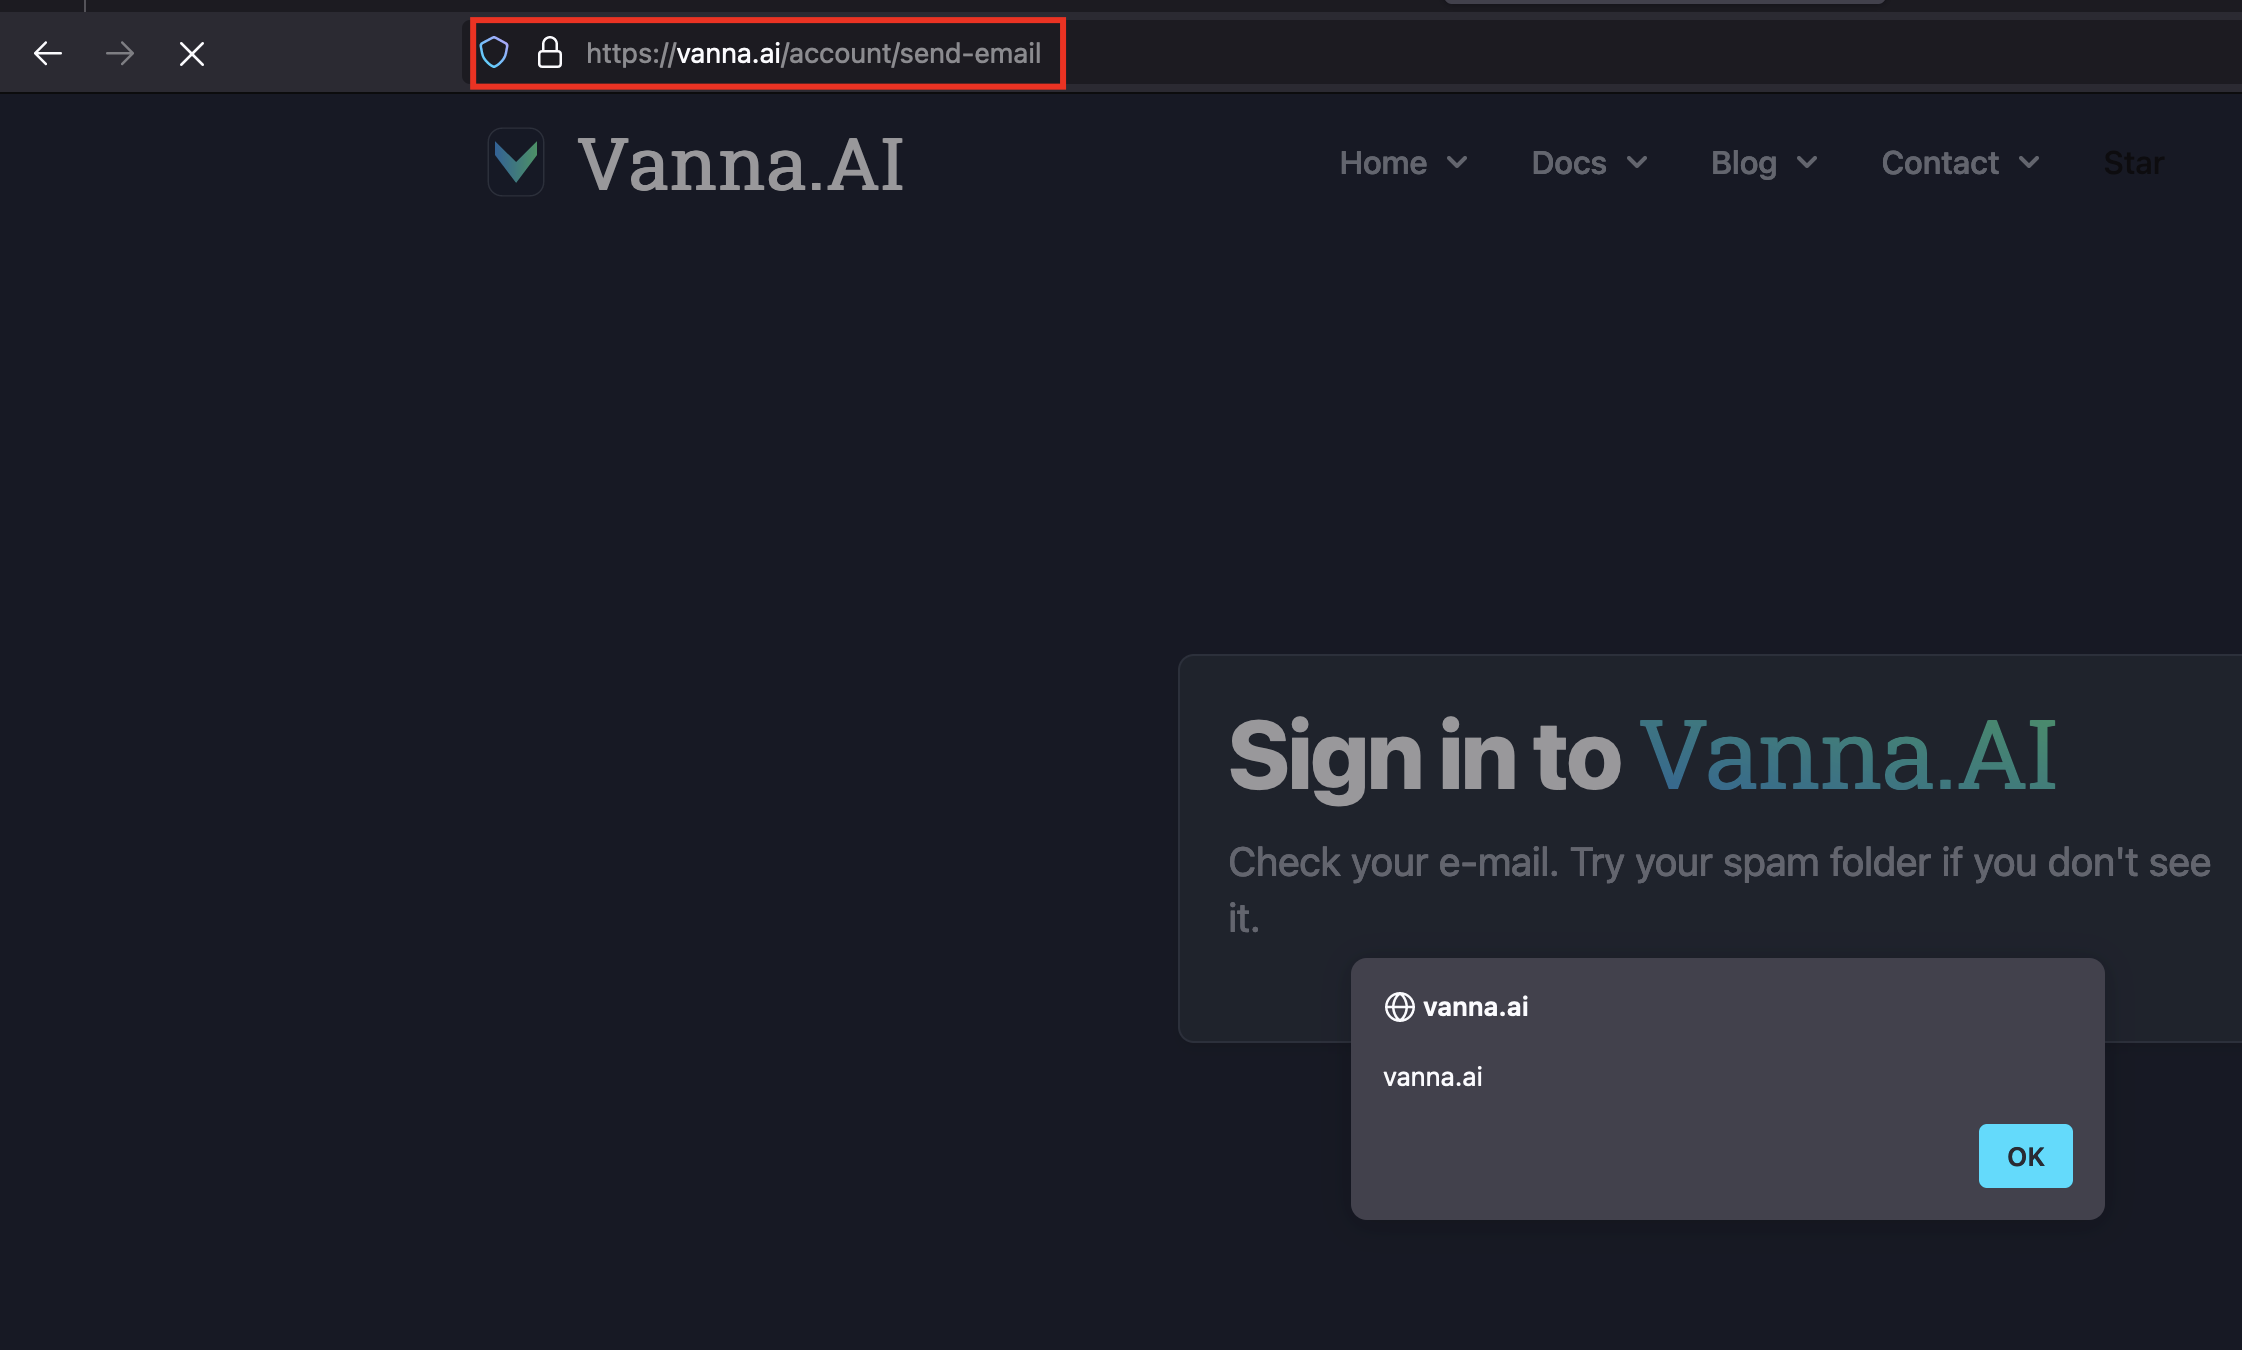 https://vanna.ai/account/send-email
Vanna.AI
Home Docs Blog Contact Star
Sign in to Vanna.AI
Check your e-mail. Try your spam folder if you don't see
it.
vanna.ai
vanna.ai
OK